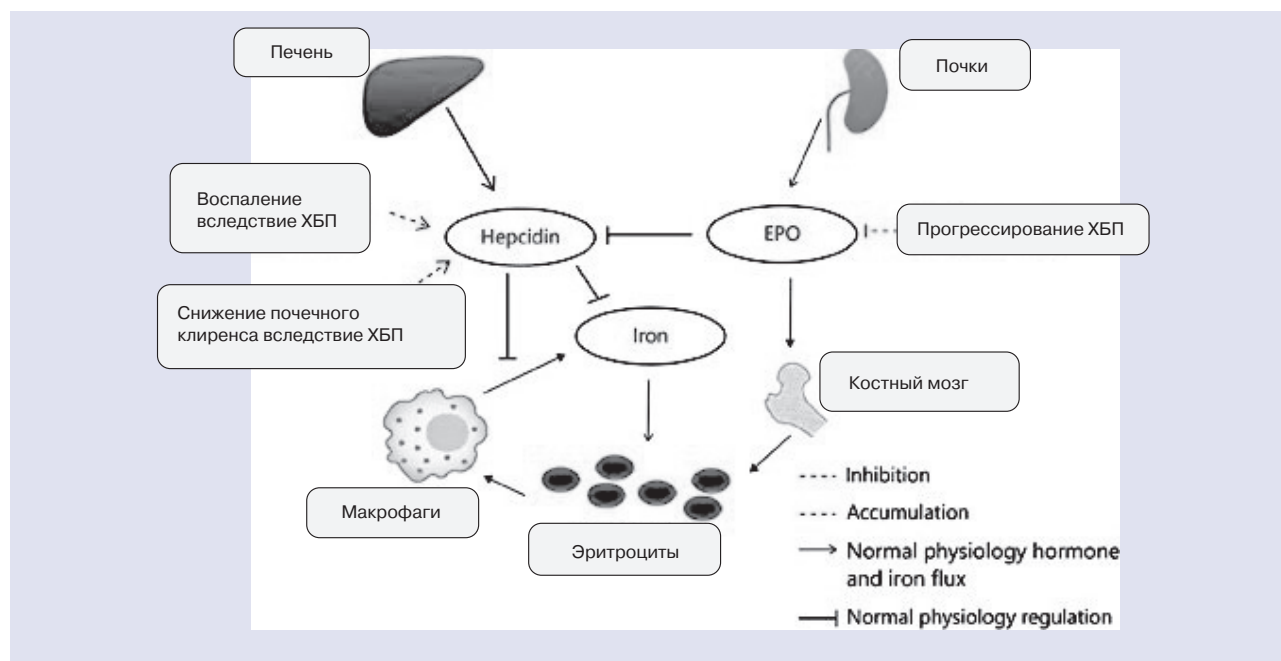 Печень
Почки
Воспаление
вследствие ХБП
Hepcidin
EPO
Прогрессирование ХБП
Снижение почечного
клиренса вследствие ХБП
Iron
Костный мозг
Макрофаги
Эритроциты
Inhibition
Accumulation
Normal physiology hormone
and iron flux
Normal physiology regulation